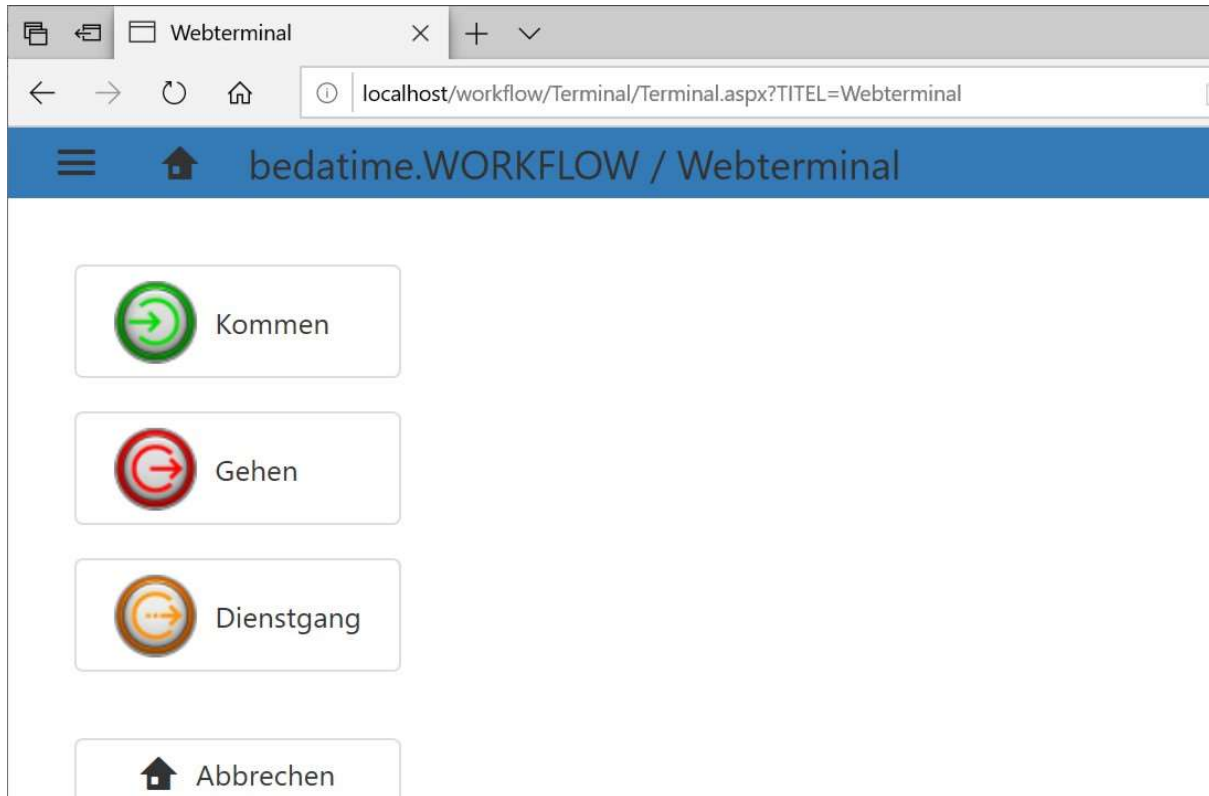 Webterminal
localhost/workflow/Terminal/Terminal.aspx?TITEL=Webterminal
bedatime.WORKFLOW / Webterminal
Kommen
Gehen
Dienstgang
Abbrechen